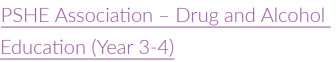 PSHE Association – Drug and Alcohol
Education (Year 3-4)